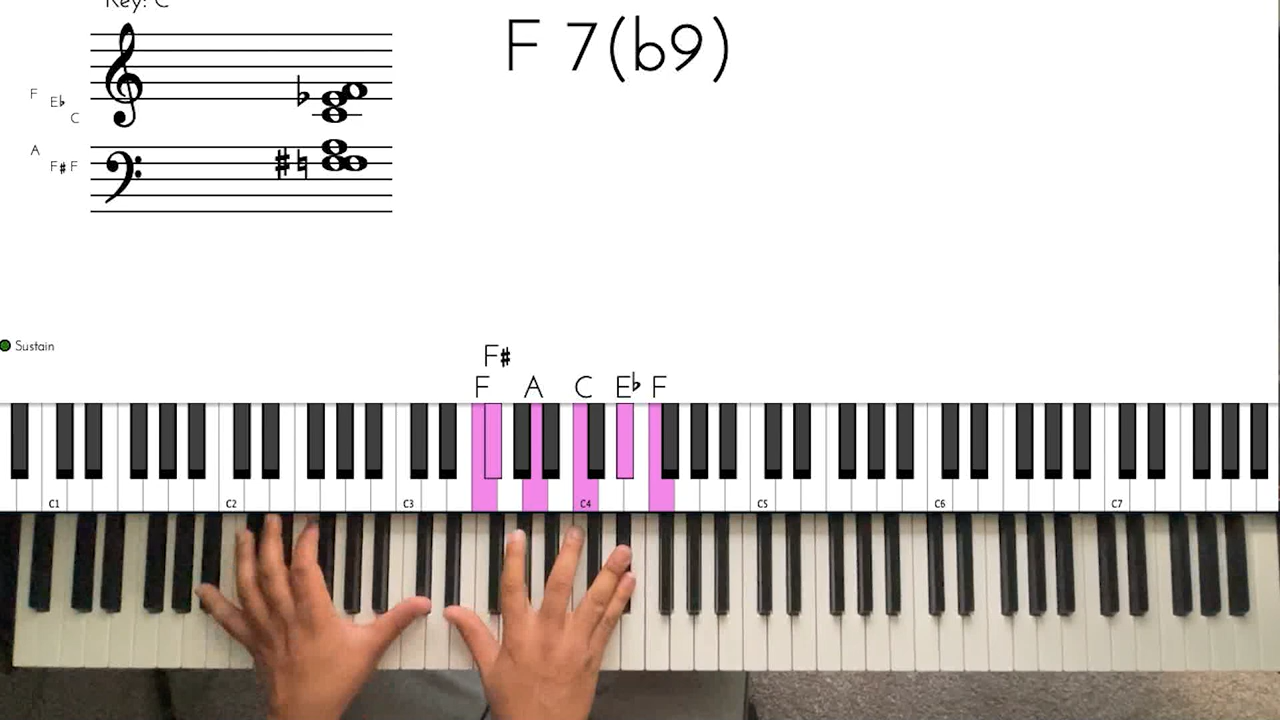 Key: C
F 7(b9)
F
E♭
C
A
F♯ F
Sustain
F♯
F A C E♭ F
C1 C2 C3 C4 C5 C6 C7